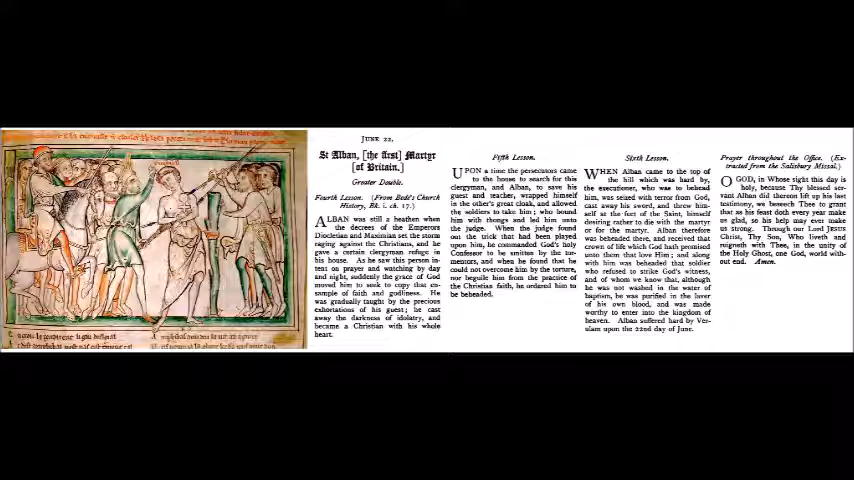 JUNE 22.
St Alban, [the first] Martyr
[of Britain.]
Greater Double.
Fourth Lesson. (From Bede's Church
History, Bk. i. ch. 17.)
ALBAN was still a heathen when
the decrees of the Emperors
Diocletian and Maximian set the storm
raging against the Christians, and he
gave a certain clergyman refuge in
his house. As he saw this person in-
tent on prayer and watching by day
and night, suddenly the grace of God
moved him to seek to copy that en-
sample of faith and godliness. He
was gradually taught by the precious
exhortations of his guest; he cast
away the darkness of idolatry, and
became a Christian with his whole
heart.
Fifth Lesson.
UPON a time the persecutors came
to the house to search for this
clergyman, and Alban, to save his
guest and teacher, wrapped himself
in the other's great cloak, and allowed
the soldiers to take him; who bound
him with thongs and led him unto
the judge. When the judge found
out the trick that had been played
upon him, he commanded God's holy
Confessor to be smitten by the tor-
mentors, and when he found that he
could not overcome him by the torture,
nor beguile him from the practice of
the Christian faith, he ordered him to
be beheaded.
Sixth Lesson.
WHEN Alban came to the top of
the hill which was hard by,
the executioner, who was to behead
him, was seized with terror from God,
cast away his sword, and threw him-
self at the feet of the Saint, himself
desiring rather to die with the martyr
or for the martyr. Alban therefore
was beheaded there, and received that
crown of life which God hath promised
unto them that love Him; and along
with him was beheaded that soldier
who refused to strike God's witness,
and of whom we know that, although
he was not washed in the water of
baptism, he was purified in the laver
of his own blood, and was made
worthy to enter into the kingdom of
heaven. Alban suffered hard by Ver-
ulam upon the 22nd day of June.
Prayer throughout the Office. (Ex-
tracted from the Salisbury Missal.)
O GOD, in Whose right this day is
holy, because Thy blessed ser-
vant Alban did thereon lift up his last
testimony, we beseech Thee to grant
that as his feast doth every year make
us glad, so his help may ever make
us strong. Through our Lord JESUS
Christ, Thy Son, Who liveth and
reigneth with Thee, in the unity of
the Holy Ghost, one God, world with-
out end. Amen.